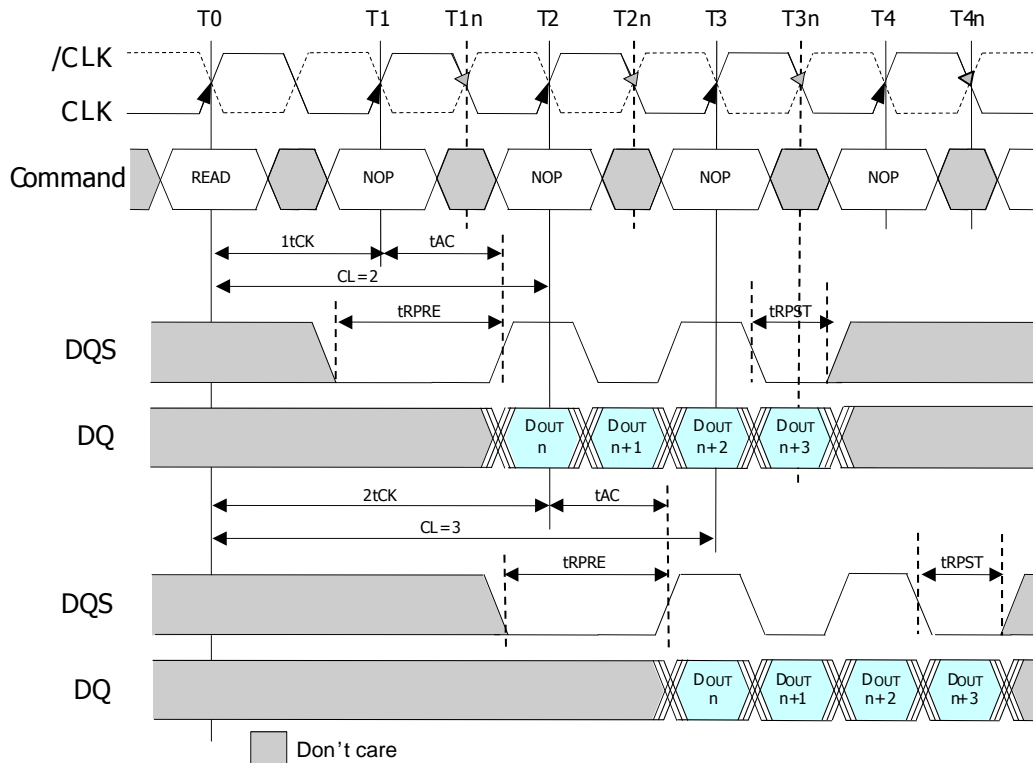 T0 T1 T1n T2 T2n T3 T3n T4 T4n
/CLK
CLK
Command READ NOP NOP NOP NOP
1tCK tAC
CL=2
tRPRE tRPST
DQS
DQ
DOUT n DOUT n+1 DOUT n+2 DOUT n+3
2tCK tAC
CL=3
tRPRE tRPST
DQS
DQ
DOUT n DOUT n+1 DOUT n+2 DOUT n+3
Don't care